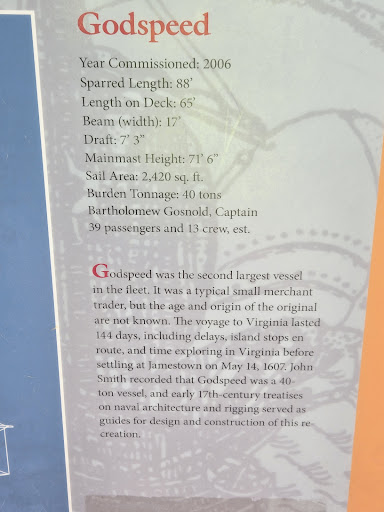 Godspeed
Year Commissioned: 2006
Sparred Length: 88'
Length on Deck: 65'
Beam (width): 17'
Draft: 7' 3"
Mainmast Height: 71' 6"
Sail Area: 2,420 sq. ft.
Burden Tonnage: 40 tons
Bartholomew Gosnold, Captain
39 passengers and 13 crew, est.
Godspeed was the second largest vessel
in the fleet. It was a typical small merchant
trader, but the age and origin of the original
are not known. The voyage to Virginia lasted
144 days, including delays, island stops en
route, and time exploring in Virginia before
settling at Jamestown on May 14, 1607. John
Smith recorded that Godspeed was a 40-
ton vessel, and early 17th-century treatises
on naval architecture and rigging served as
guides for design and construction of this re-
creation.